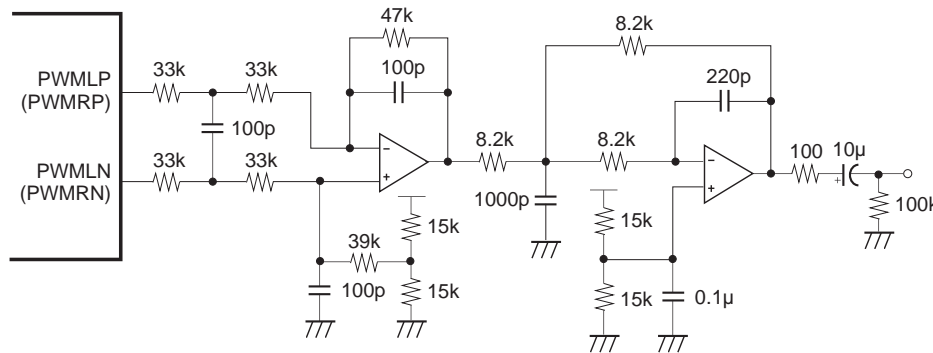 47k
8.2k
PWMLP
(PWMRP)
33k
33k
100p
220p
100p
8.2k
8.2k
100
10µ
+
PWMLN
(PWMRN)
33k
33k
−
+
−
+
1000p
15k
15k
100k
39k
100p
15k
15k
0.1µ